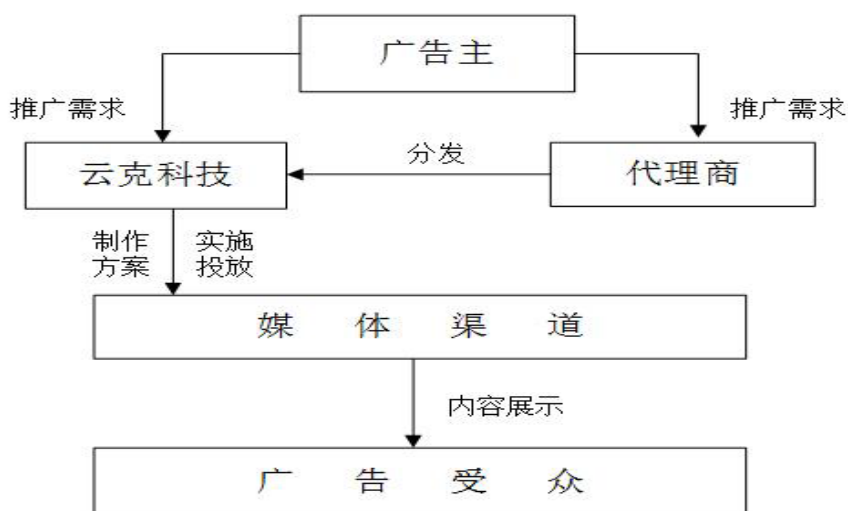 广告主
推广需求
推广需求
云克科技
分发
代理商
制作
方案
实施
投放
媒体渠道
内容展示
广告受众